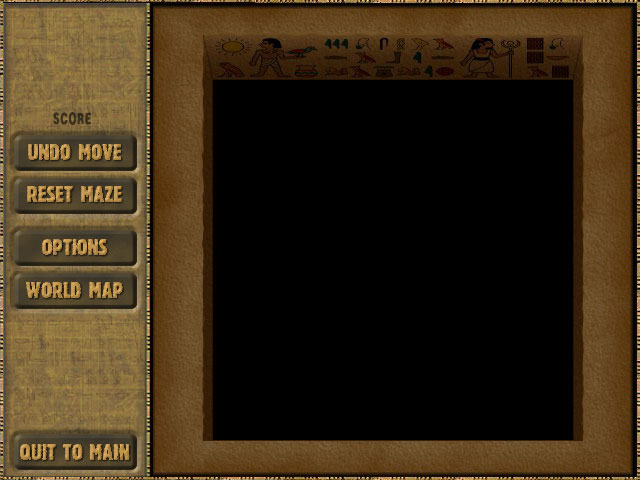 SCORE
UNDO MOVE
RESET MAZE
OPTIONS
WORLD MAP
QUIT TO MAIN